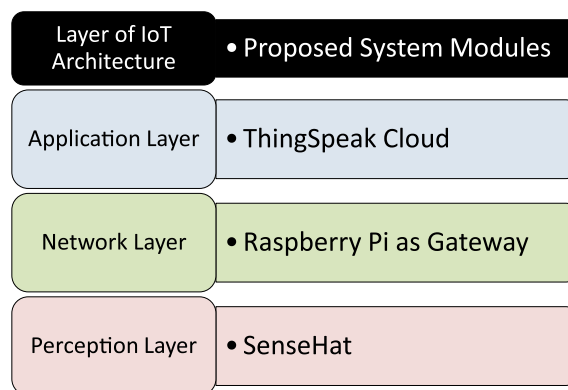 Layer of IoT
Architecture
• Proposed System Modules
Application Layer
• ThingSpeak Cloud
Network Layer
• Raspberry Pi as Gateway
Perception Layer
• SenseHat